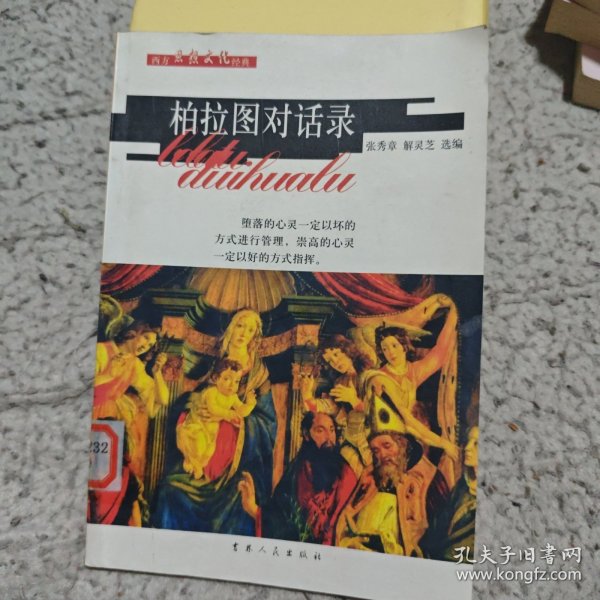 西方思想文化经典
柏拉图对话录
张秀章 解灵芝 选编
duihualu
堕落的心灵一定以坏的
方式进行管理，崇高的心灵
一定以好的方式指挥。
232
吉林人民出版社
孔夫子旧书网
www.kongfz.com